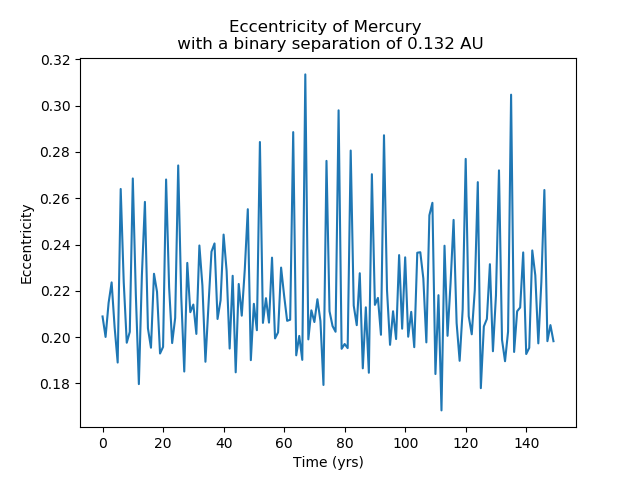 Eccentricity of Mercury
with a binary separation of 0.132 AU
0.32
0.30
0.28
0.26
0.24
0.22
0.20
0.18
Eccentricity
0 20 40 60 80 100 120 140
Time (yrs)